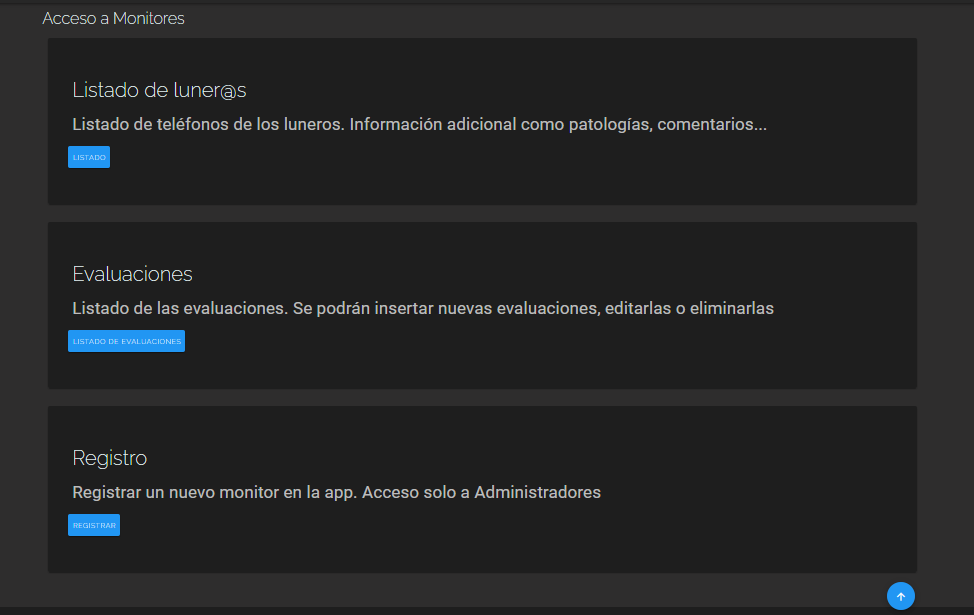 Acceso a Monitores
Listado de luner@s
Listado de teléfonos de los luneros. Información adicional como patologías, comentarios...
LISTADO
Evaluaciones
Listado de las evaluaciones. Se podrán insertar nuevas evaluaciones, editarlas o eliminarlas
LISTADO DE EVALUACIONES
Registro
Registrar un nuevo monitor en la app. Acceso solo a Administradores
REGISTRAR